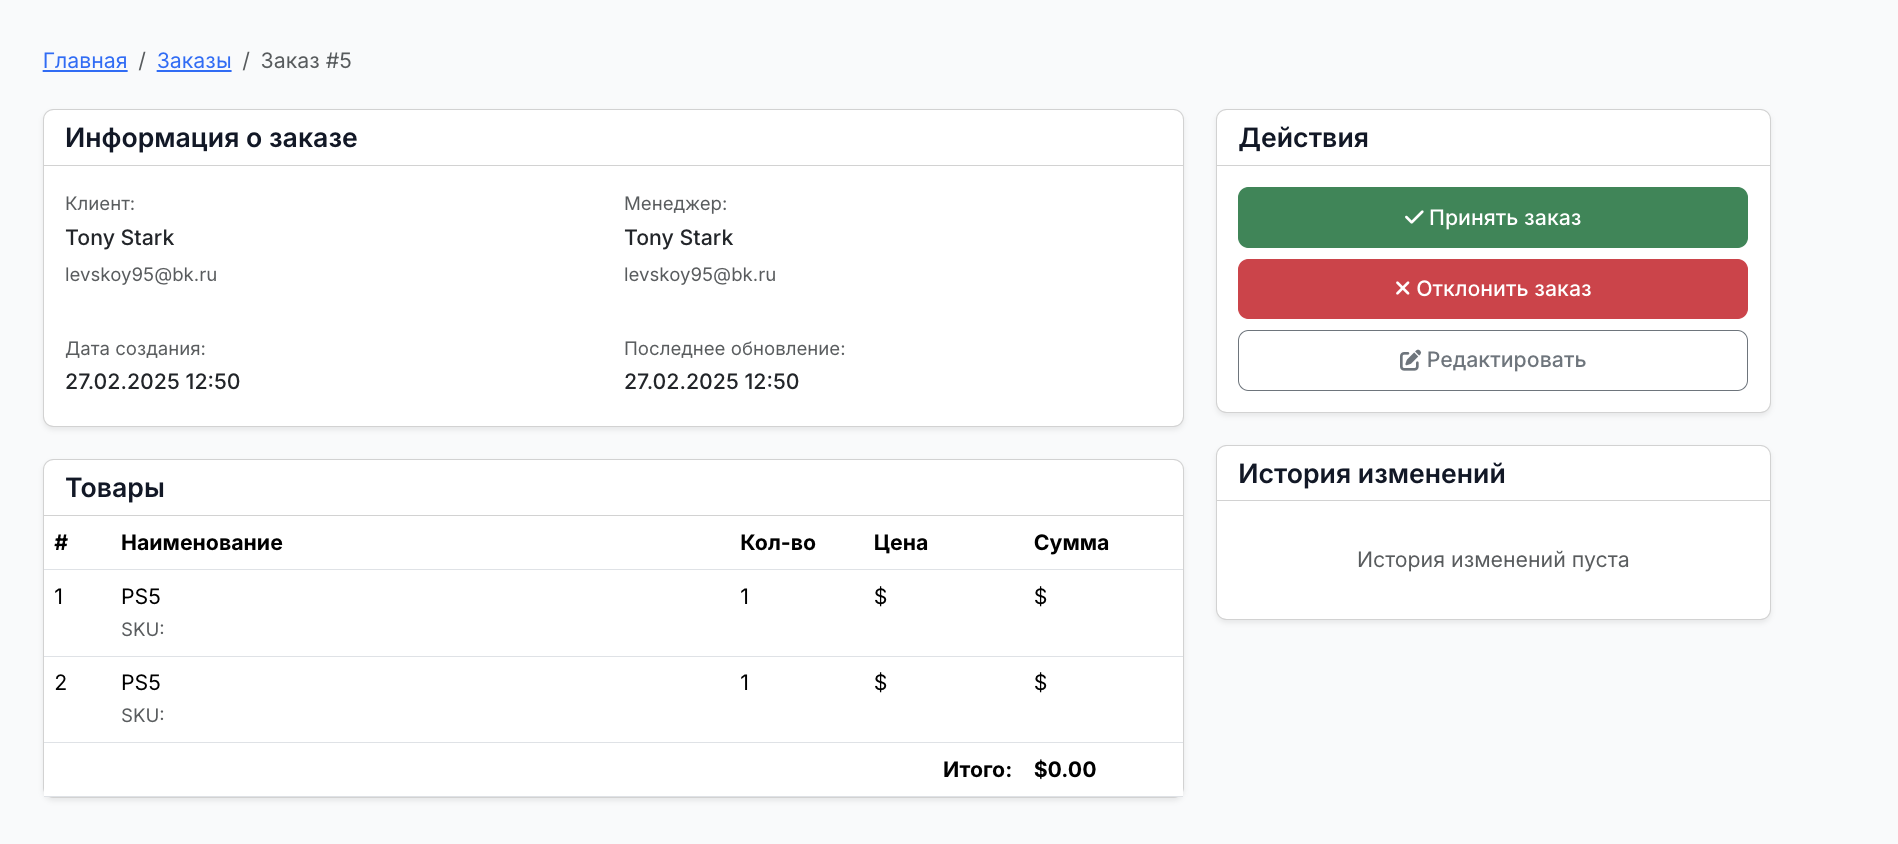 Главная / Заказы / Заказ #5
Информация о заказе
Клиент:
Tony Stark
levskoy95@bk.ru
Менеджер:
Tony Stark
levskoy95@bk.ru
Дата создания:
27.02.2025 12:50
Последнее обновление:
27.02.2025 12:50
Товары
# Наименование Кол-во Цена Сумма
1 PS5 1 $ $
SKU:
2 PS5 1 $ $
SKU:
Итого: $0.00
Действия
Принять заказ
Отклонить заказ
Редактировать
История изменений
История изменений пуста